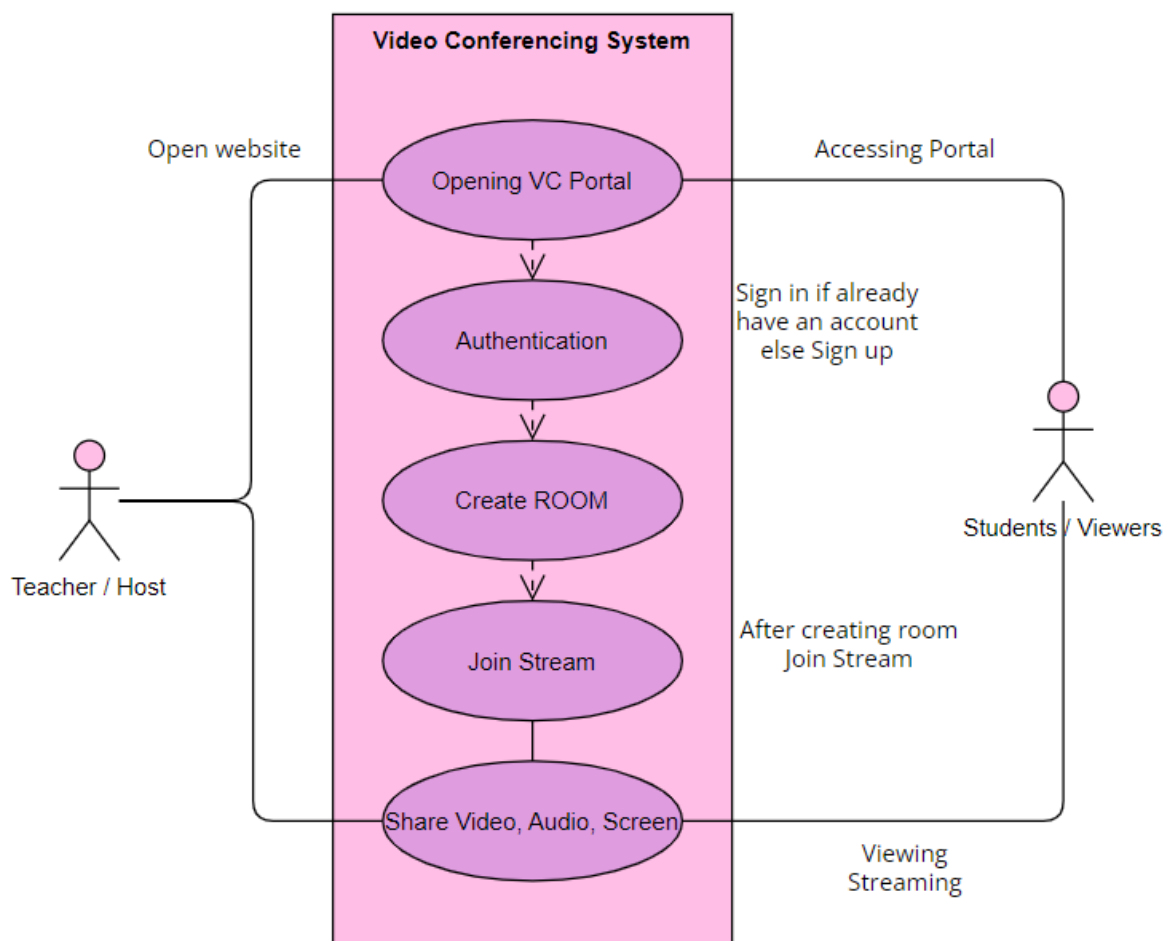 Video Conferencing System
Open website
Accessing Portal
Opening VC Portal
Sign in if already
have an account
else Sign up
Authentication
Create ROOM
Students / Viewers
Teacher / Host
After creating room
Join Stream
Join Stream
Share Video, Audio, Screen
Viewing
Streaming